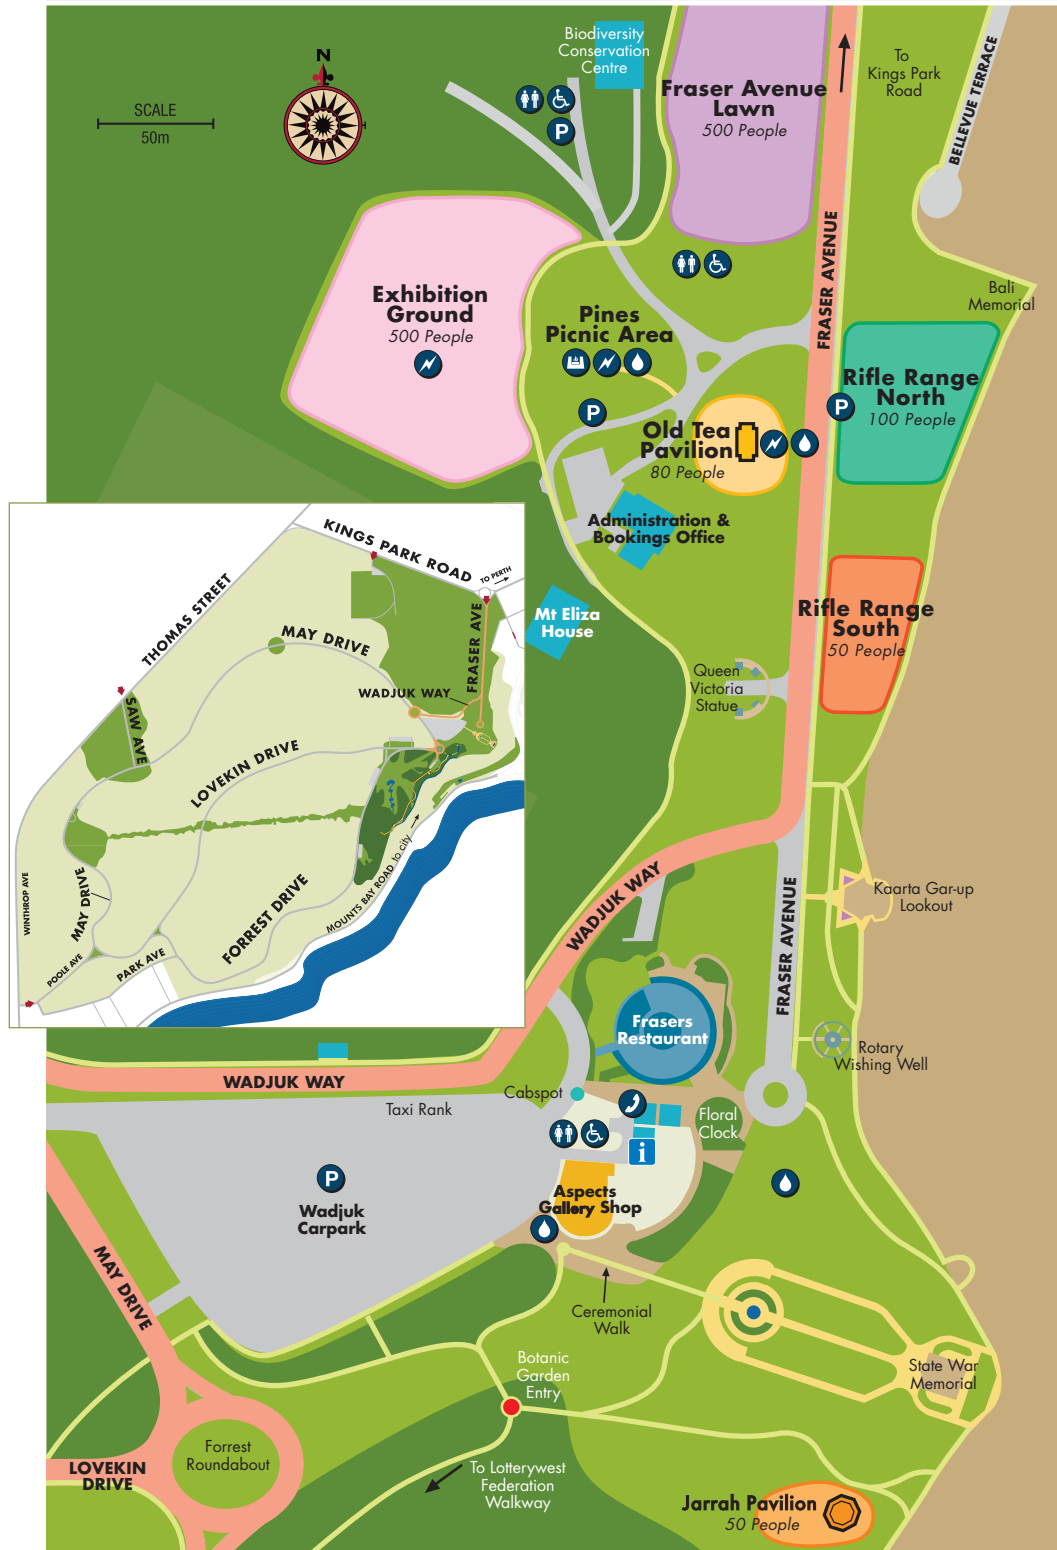 Biodiversity
Conservation
Centre
N
SCALE
50m
P
Fraser Avenue
Lawn
500 People
To
Kings Park
Road
BELLEVUE TERRACE
FRASER AVENUE
Bali
Memorial
Exhibition
Ground
500 People
Pines
Picnic Area
P
Rifle Range
North
100 People
P
Old Tea
Pavilion
80 People
Administration &
Bookings Office
Mt Eliza
House
Rifle Range
South
50 People
Queen
Victoria
Statue
KINGS PARK ROAD
TO PERTH
THOMAS STREET
MAY DRIVE
FRASER AVE
WADJUK WAY
SAW AVE
LOVEKIN DRIVE
MOUNTS BAY ROAD to city
WINTHROP AVE
MAY DRIVE
FORREST DRIVE
POOLE AVE
PARK AVE
WADJUK WAY
FRASER AVENUE
Kaarta Gar-up
Lookout
Frasers
Restaurant
Rotary
Wishing Well
WADJUK WAY
Taxi Rank
Cabspot
Floral
Clock
i
P
Wadjuk
Carpark
Aspects
Gallery Shop
MAY DRIVE
Ceremonial
Walk
Botanic
Garden
Entry
State War
Memorial
Forrest
Roundabout
LOVEKIN
DRIVE
To Lotterywest
Federation
Walkway
Jarrah Pavilion
50 People